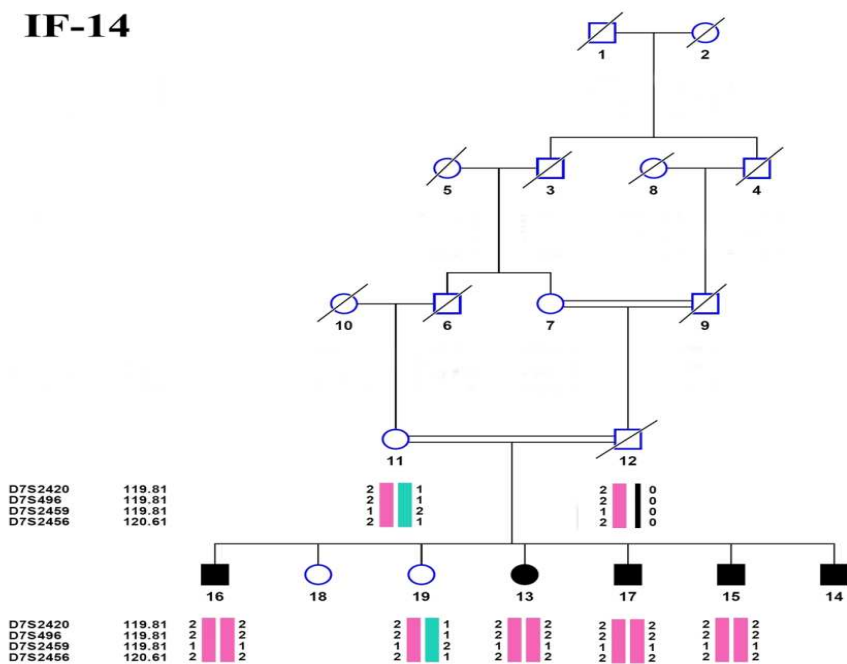 IF-14
1 2
5 3 8 4
10 6 7 9
11 12
D7S2420 119.81 2 1 2 0
D7S496 119.81 2 1 2 0
D7S2459 119.81 1 2 1 0
D7S2456 120.61 2 1 2 0
16 18 19 13 17 15 14
D7S2420 119.81 2 2 2 1 2 2 2 2 2 2
D7S496 119.81 2 2 2 1 2 2 2 2 2 2
D7S2459 119.81 1 1 1 2 1 1 1 1 1 1
D7S2456 120.61 2 2 2 1 2 2 2 2 2 2